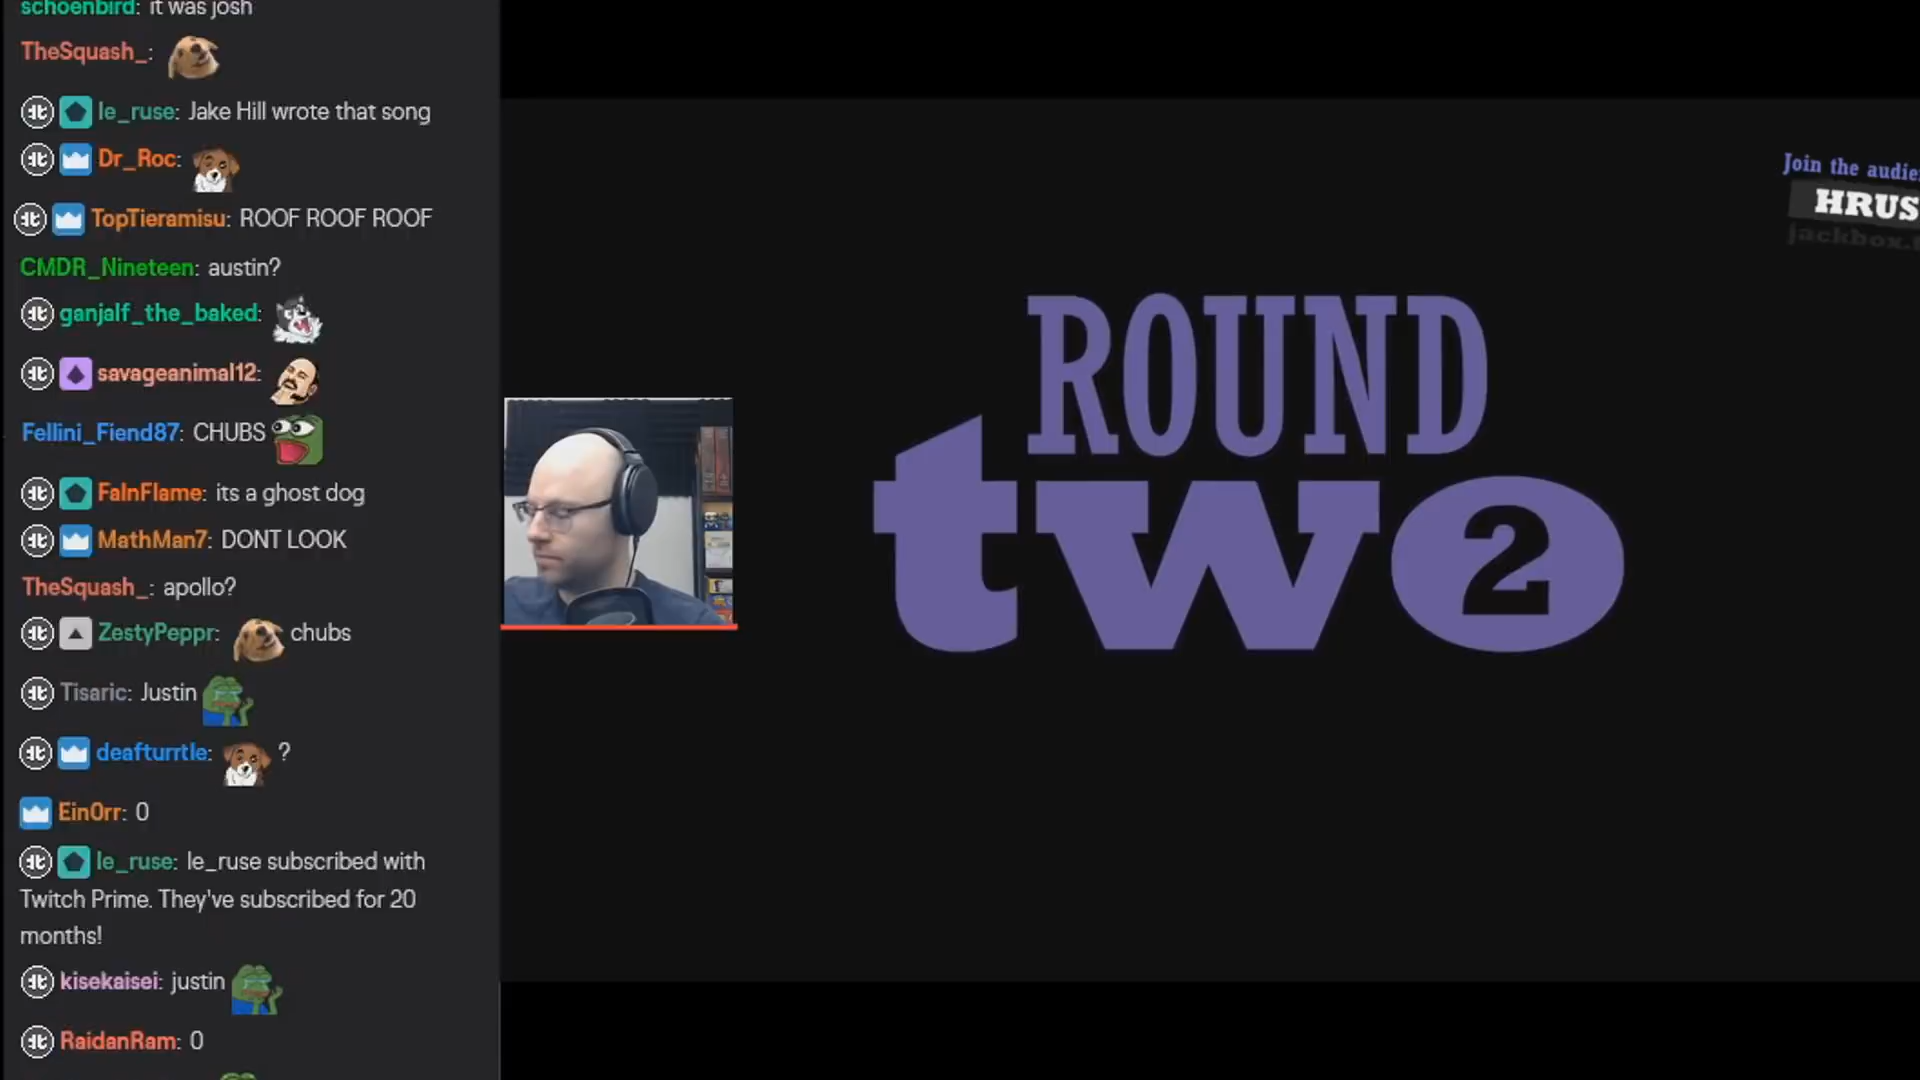 schoenbird: it was josh
TheSquash_:
le_ruse: Jake Hill wrote that song
Dr_Roc:
TopTieramisu: ROOF ROOF ROOF
CMDR_Nineteen: austin?
ganjalf_the_baked:
savageanimal12:
Fellini_Fiend87: CHUBS
FalnFlame: its a ghost dog
MathMan7: DONT LOOK
TheSquash_: apollo?
ZestyPeppr: chubs
Tisaric: Justin
deafturrtle: ?
Ein0rr: 0
le_ruse: le_ruse subscribed with
Twitch Prime. They've subscribed for 20
months!
kisekaisei: justin
RaidanRam: 0
Join the audie
HRUS
jackbox.t
ROUND
two
2